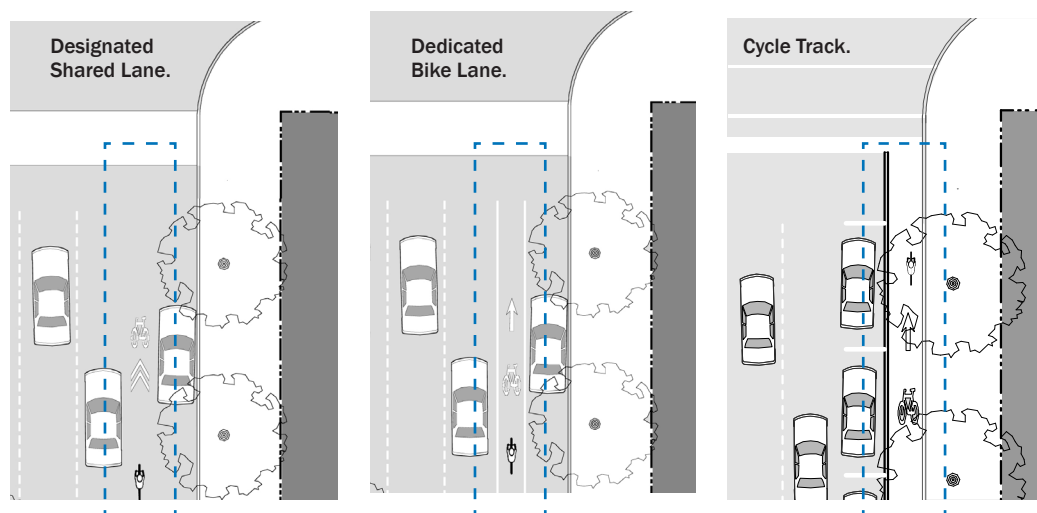 Designated
Shared Lane.
Dedicated
Bike Lane.
Cycle Track.